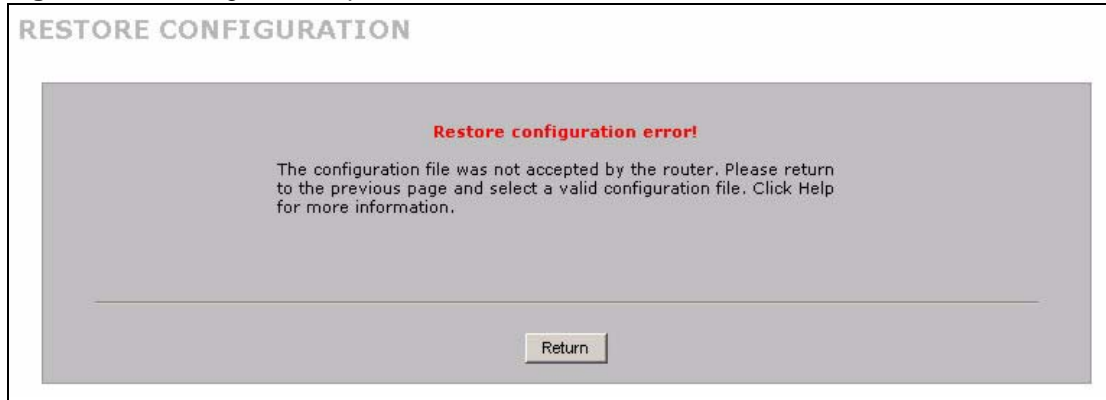 RESTORE CONFIGURATION
Restore configuration error!
The configuration file was not accepted by the router. Please return
to the previous page and select a valid configuration file. Click Help
for more information.
Return